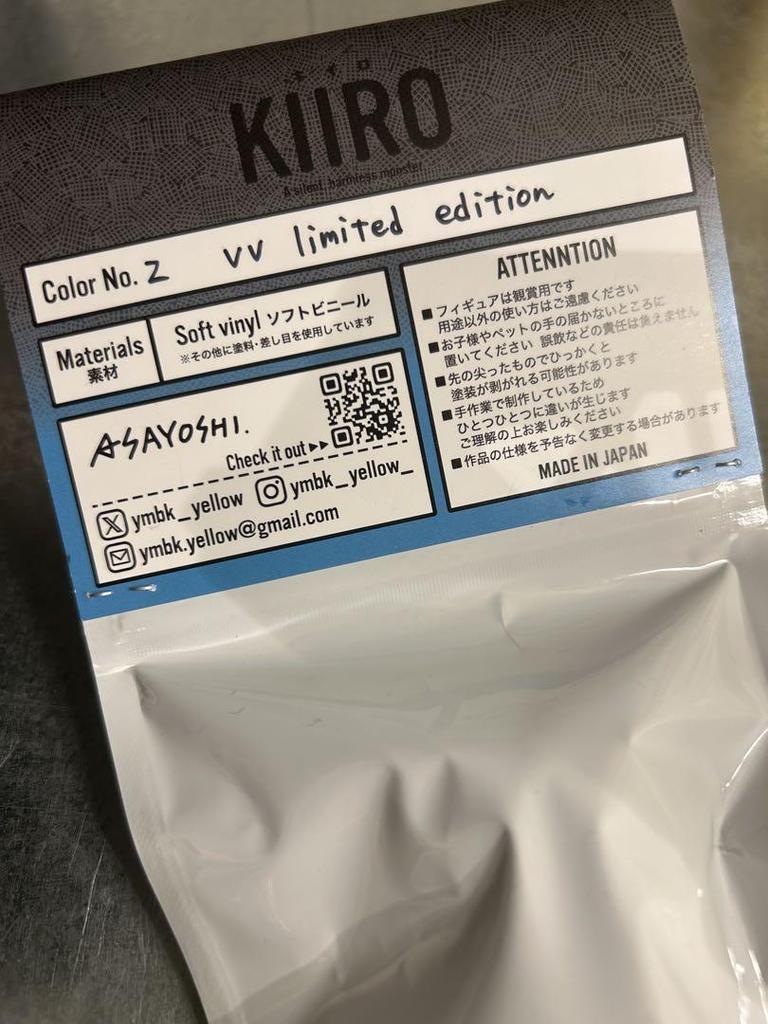 キイロ
KIIRO
A silent, harmless monster
Color No. 2 VV limited edition
Materials
素材
Soft vinyl ソフトビニール
※その他に塗料・差し目を使用しています
ASAYOSHI.
Check it out ▸▸
ymbk_yellow
ymbk_yellow_
ymbk.yellow@gmail.com
ATTENNTION
■フィギュアは観賞用です
用途以外の使い方はご遠慮ください
■お子様やペットの手の届かないところに
置いてください 誤飲などの責任は負えません
■先の尖ったものでひっかくと
塗装が剥がれる可能性があります
■手作業で制作しているため
ひとつひとつに違いが生じます
ご理解の上お楽しみください
■作品の仕様を予告なく変更する場合があります
MADE IN JAPAN